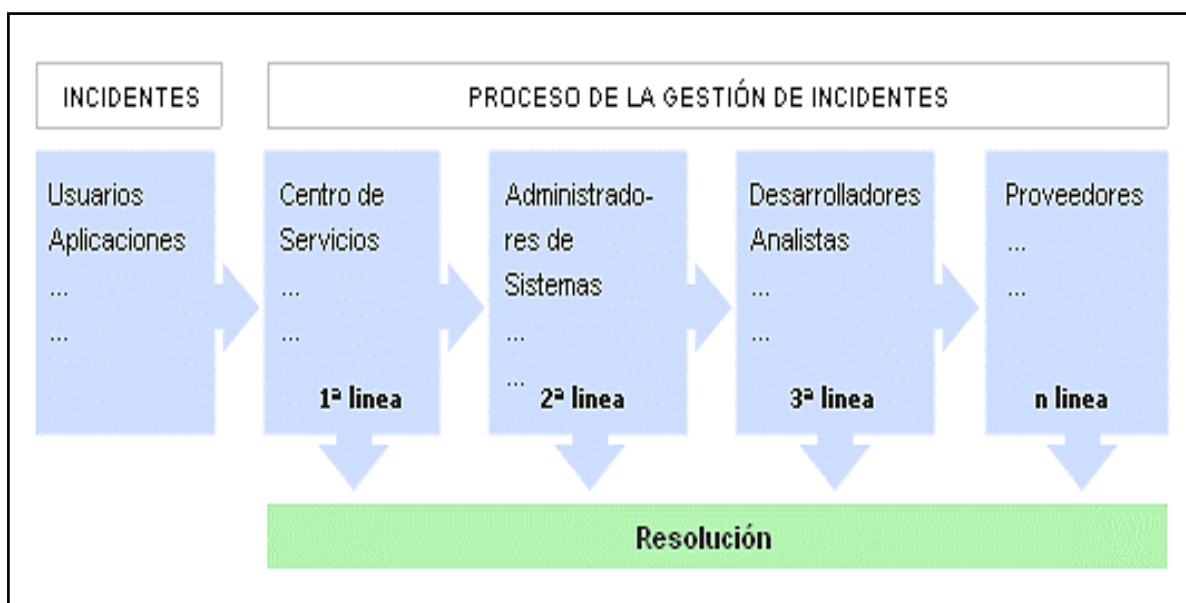 INCIDENTES
PROCESO DE LA GESTIÓN DE INCIDENTES
Usuarios
Aplicaciones
...
...
Centro de
Servicios
...
...
1ª linea
Administrado-
res de
Sistemas
...
...
2ª linea
Desarrolladores
Analistas
...
...
3ª linea
Proveedores
...
...
n linea
Resolución